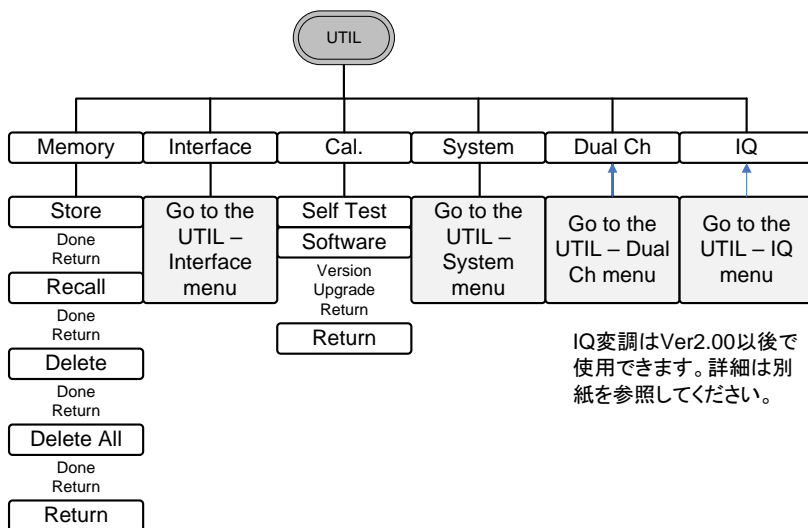 UTIL
Memory
Interface
Cal.
System
Dual Ch
IQ
Store
Done
Return
Recall
Done
Return
Delete
Done
Return
Delete All
Done
Return
Return
Go to the
UTIL –
Interface
menu
Self Test
Software
Version
Upgrade
Return
Return
Go to the
UTIL –
System
menu
Go to the
UTIL – Dual
Ch menu
Go to the
UTIL – IQ
menu
IQ変調はVer2.00以後で
使用できます。詳細は別
紙を参照してください。